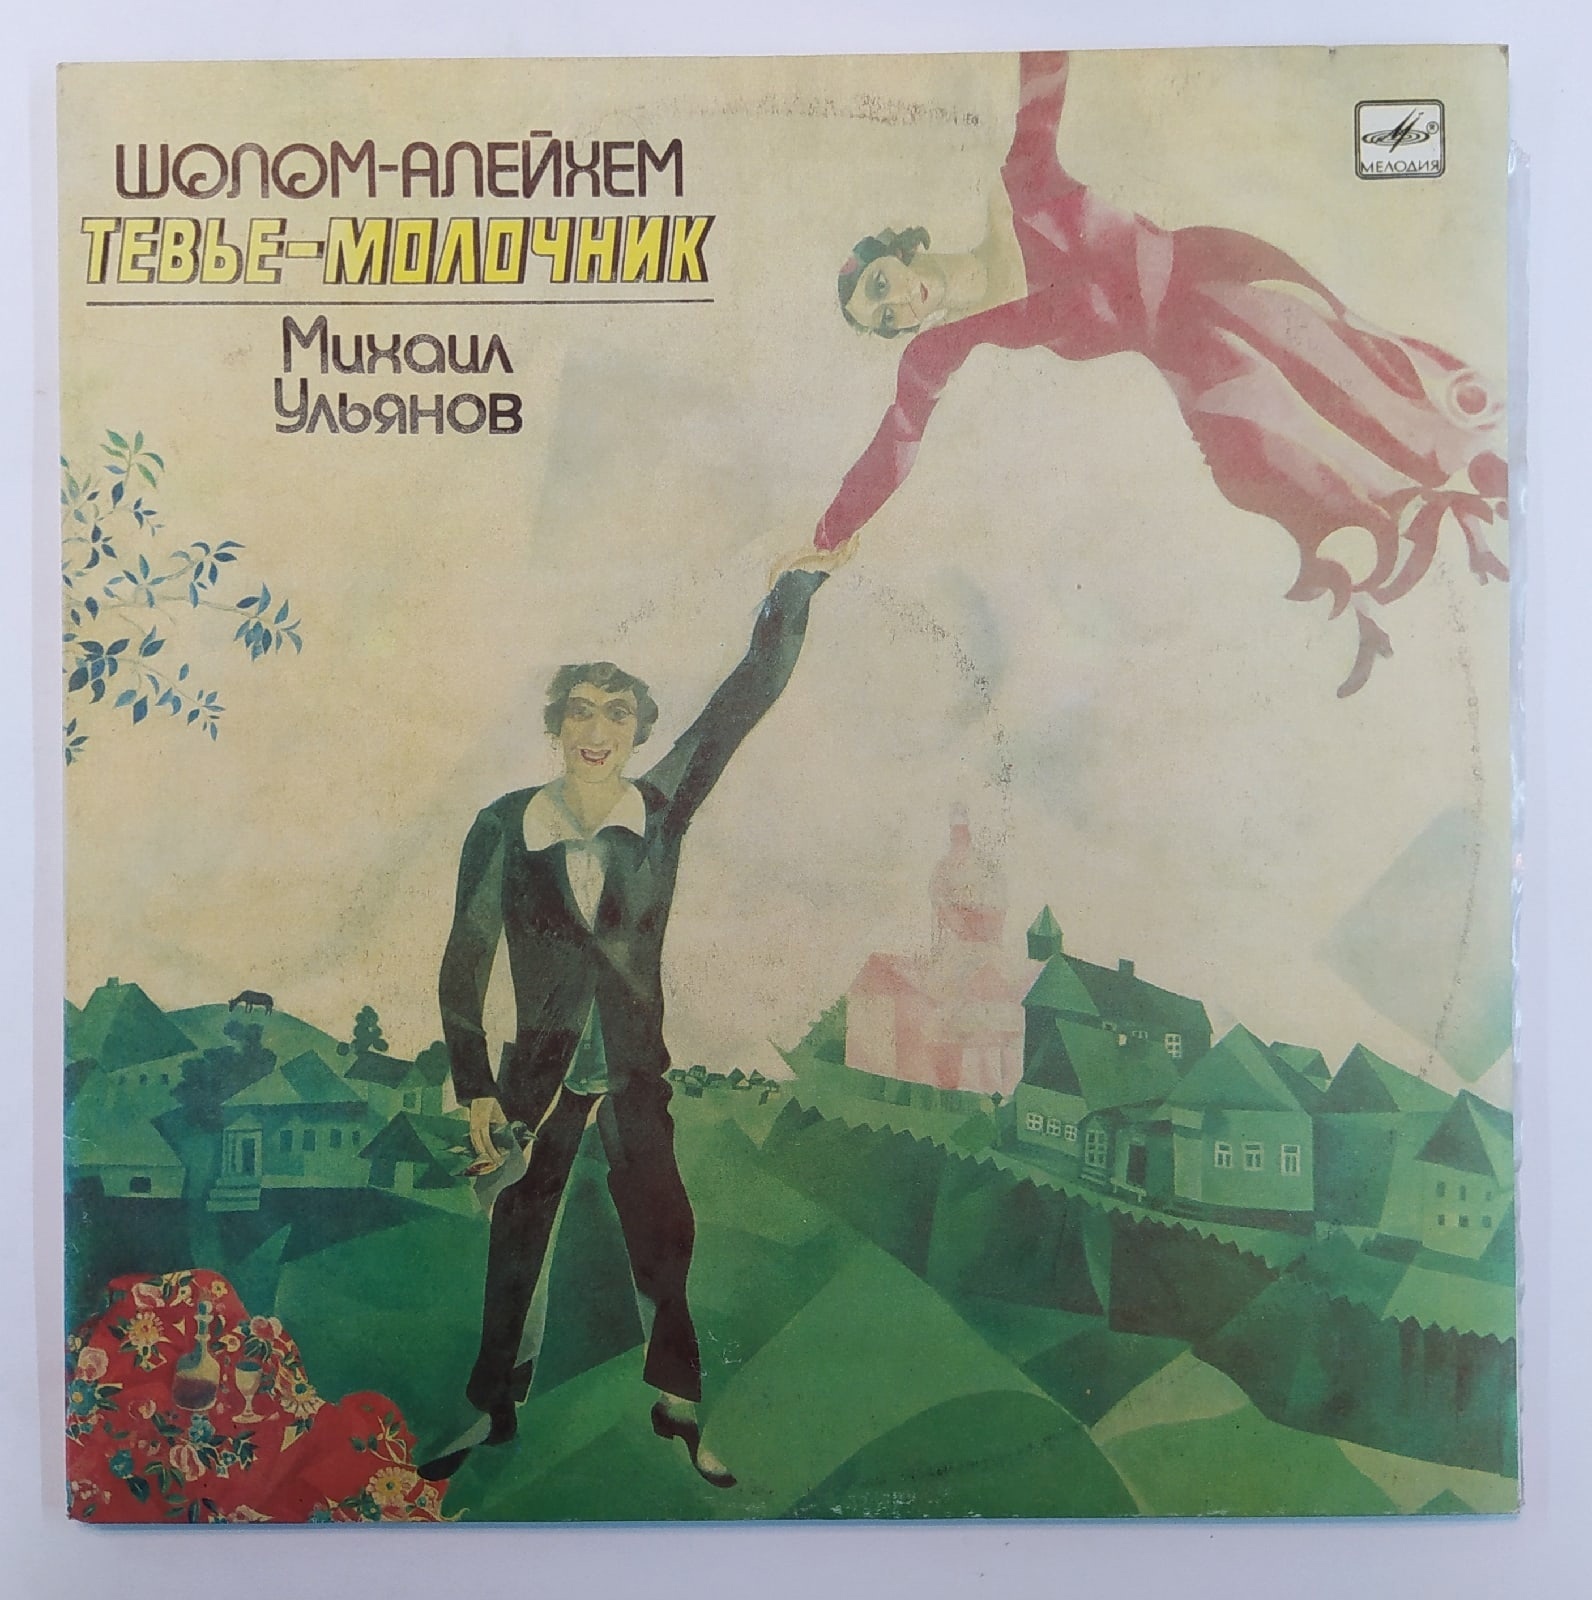 ШОЛОМ-АЛЕЙХЕМ
ТЕВЬЕ-МОЛОЧНИК
Михаил
Ульянов
МЕЛОДИЯ